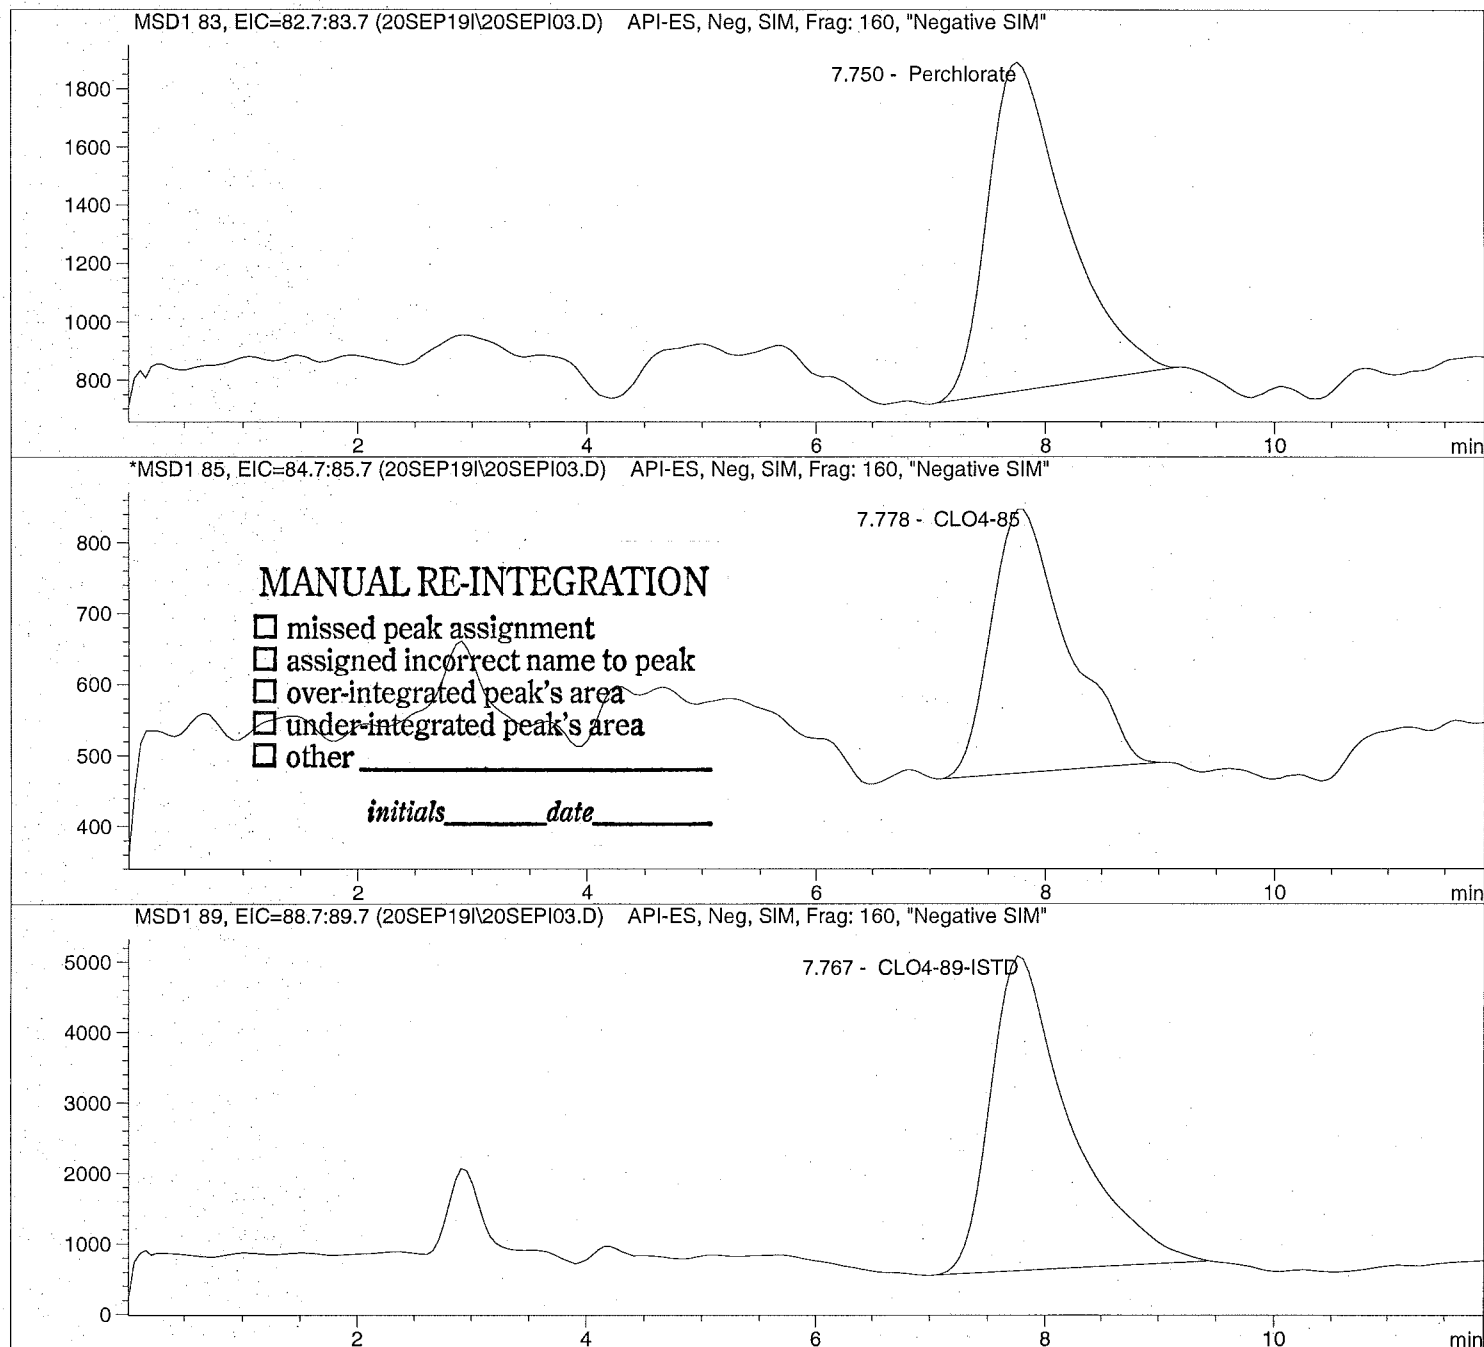 MSD1 83, EIC=82.7:83.7 (20SEP19I\20SEPI03.D) API-ES, Neg, SIM, Frag: 160, "Negative SIM"
7.750 - Perchlorate
1800
1600
1400
1200
1000
800
2 4 6 8 10 min
*MSD1 85, EIC=84.7:85.7 (20SEP19I\20SEPI03.D) API-ES, Neg, SIM, Frag: 160, "Negative SIM"
7.778 - CLO4-85
800
700
600
500
400
MANUAL RE-INTEGRATION
missed peak assignment
assigned incorrect name to peak
over-integrated peak's area
under-integrated peak's area
other
initials date
2 4 6 8 10 min
MSD1 89, EIC=88.7:89.7 (20SEP19I\20SEPI03.D) API-ES, Neg, SIM, Frag: 160, "Negative SIM"
7.767 - CLO4-89-ISTD
5000
4000
3000
2000
1000
0
2 4 6 8 10 min